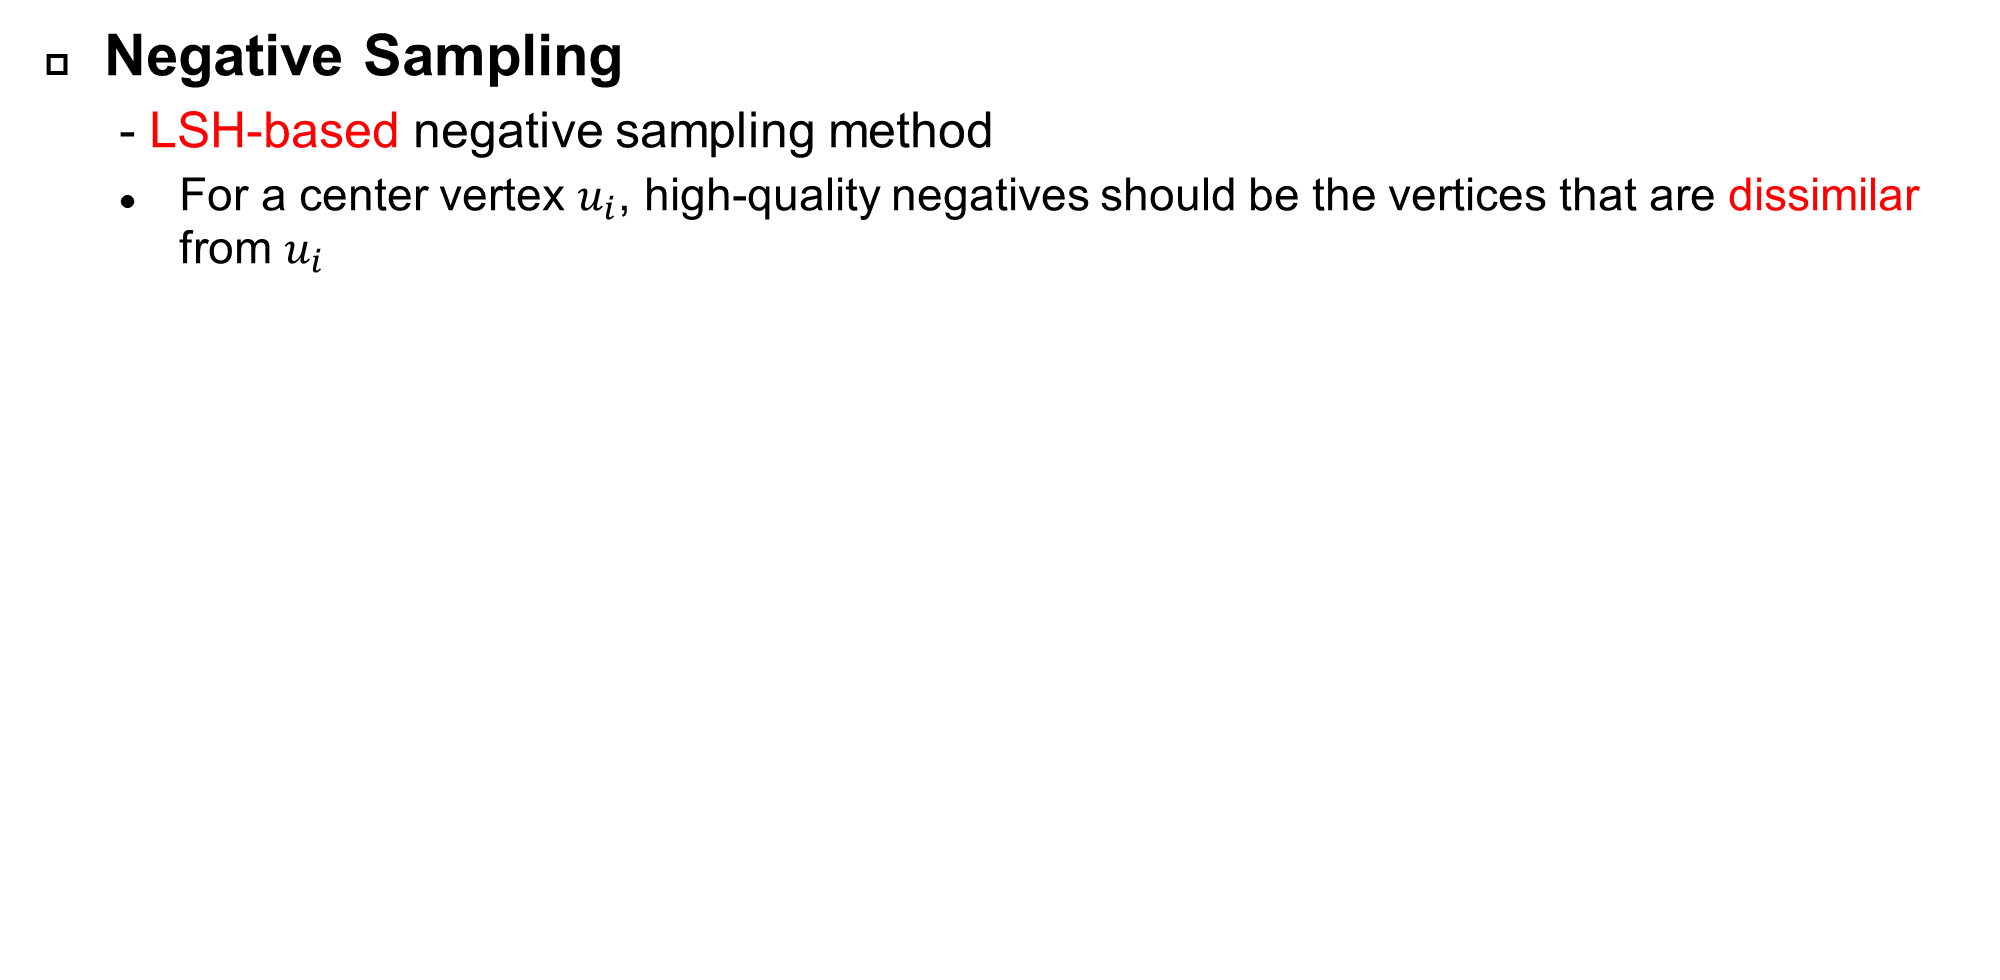 Negative Sampling
- LSH-based negative sampling method
• For a center vertex 𝑢ᵢ, high-quality negatives should be the vertices that are dissimilar
from 𝑢ᵢ